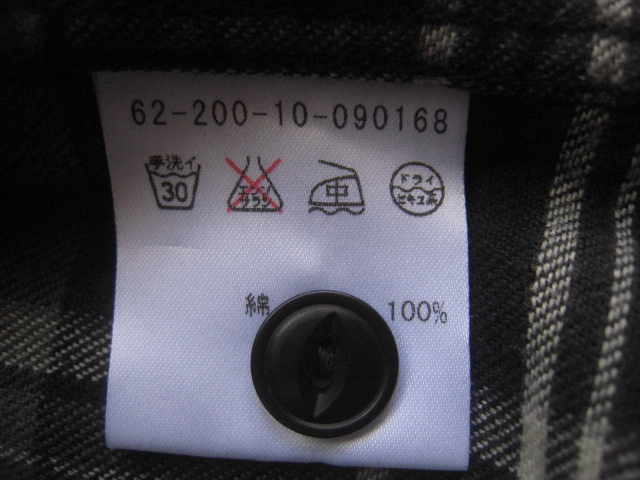 62-200-10-090168
手洗イ
30
エンソ
サラシ
中
ドライ
セキユ系
綿 100%